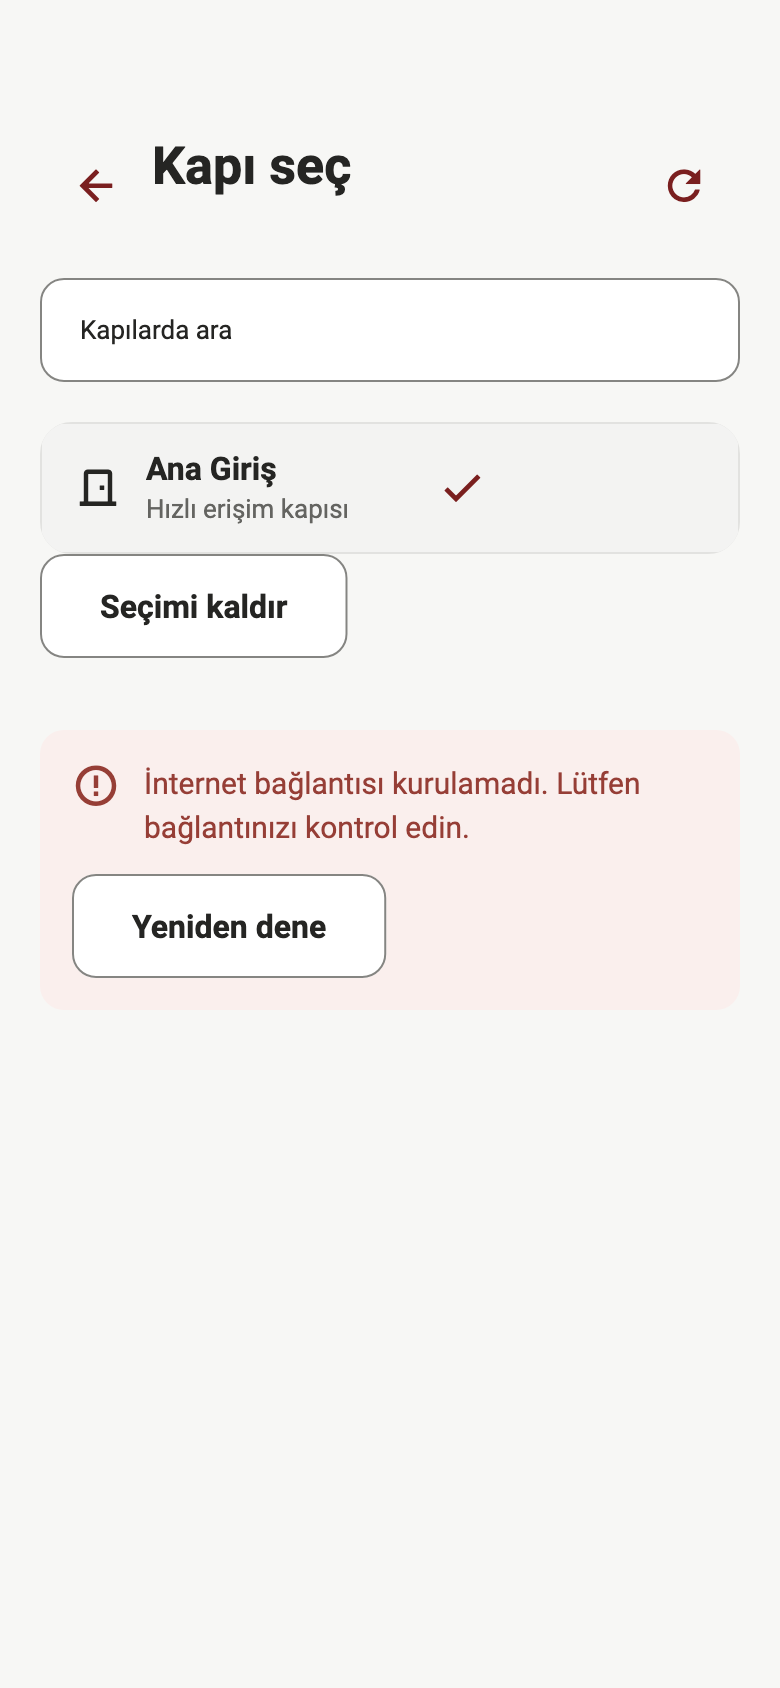 Kapı seç
Kapılarda ara
Ana Giriş
Hızlı erişim kapısı
Seçimi kaldır
İnternet bağlantısı kurulamadı. Lütfen
bağlantınızı kontrol edin.
Yeniden dene